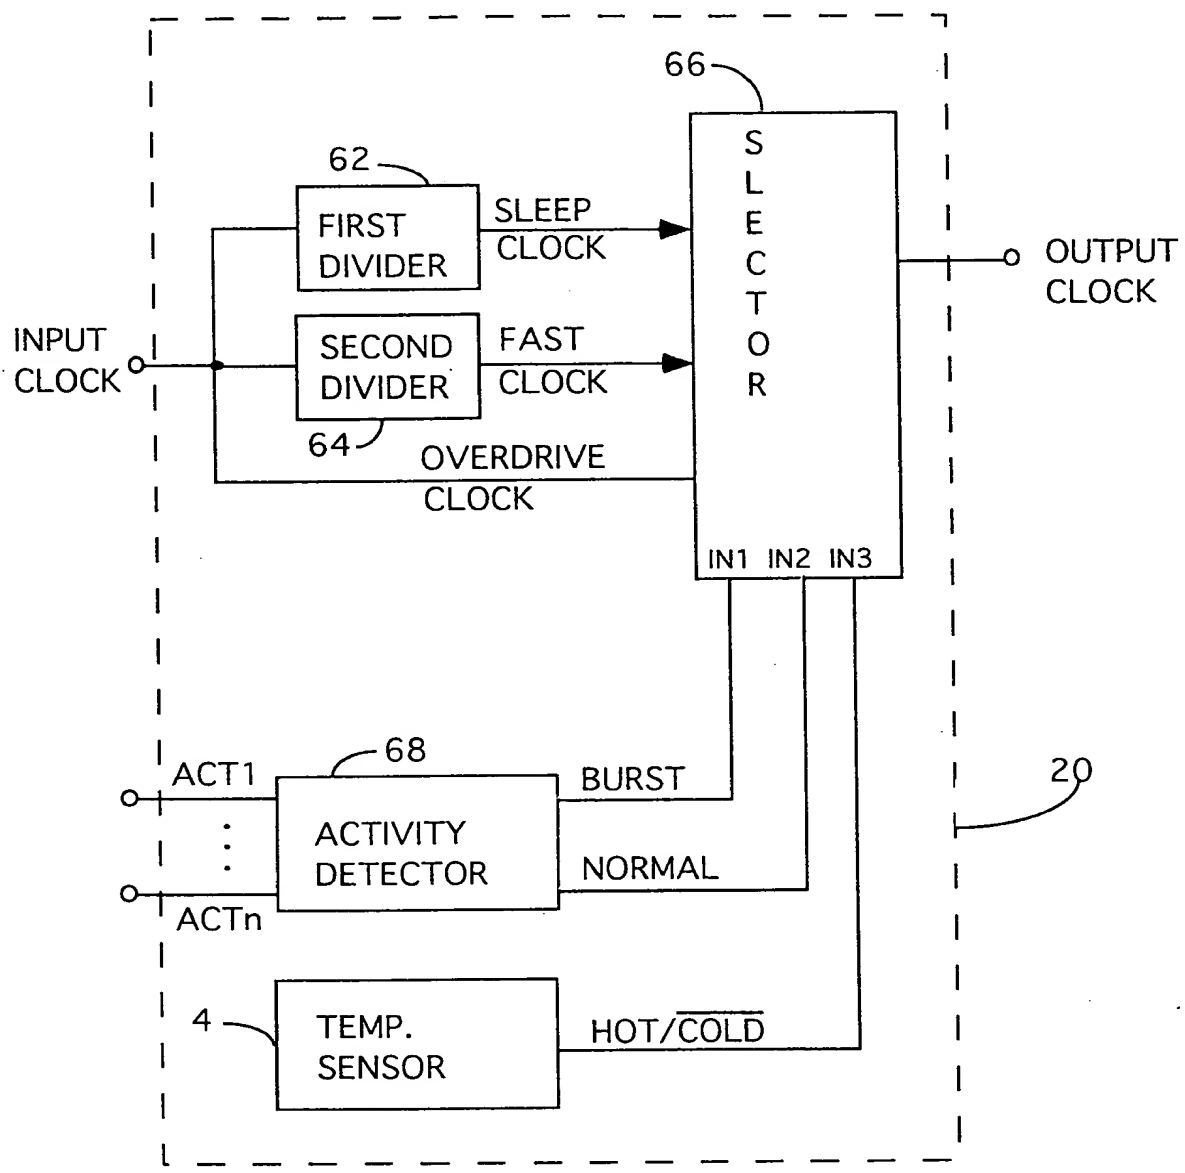 66
S
L
E
C
T
O
R
62
FIRST
DIVIDER
SLEEP
CLOCK
OUTPUT
CLOCK
INPUT
CLOCK
SECOND
DIVIDER
FAST
CLOCK
64
OVERDRIVE
CLOCK
IN1 IN2 IN3
68
ACT1
ACTIVITY
DETECTOR
BURST
NORMAL
ACTn
20
4
TEMP.
SENSOR
HOT/COLD